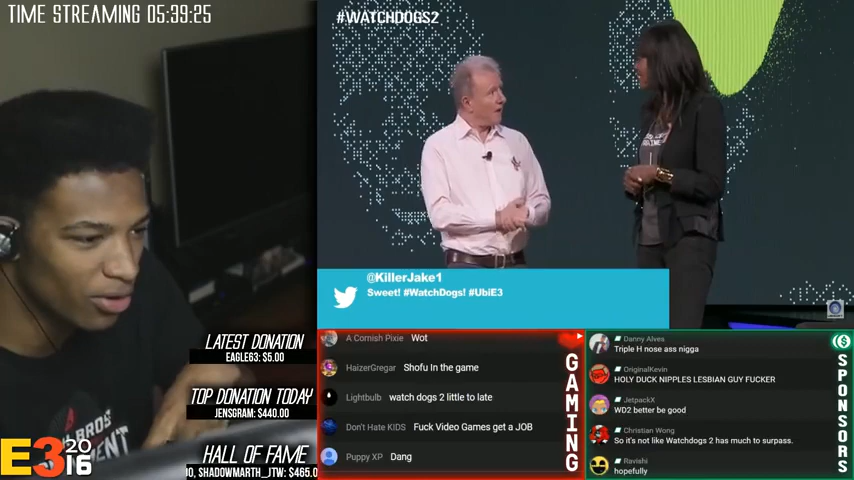 TIME STREAMING 05:39:25
#WATCHDOGS2
@KillerJake1
Sweet! #WatchDogs! #UbiE3
LATEST DONATION
EAGLE63: $5.00
TOP DONATION TODAY
JENSGRAM: $440.00
HALL OF FAME
SHADOWMARTH_JTW: $465.0
E3 2016
A Cornish Pixie Wot
HaizerGregar Shofu In the game
Lightbulb watch dogs 2 little to late
Don't Hate KIDS Fuck Video Games get a JOB
Puppy XP Dang
GAMING
Danny Alves
Triple H nose ass nigga
OriginalKevin
HOLY DUCK NIPPLES LESBIAN GUY FUCKER
JetpackX
WD2 better be good
Christian Wong
So it's not like Watchdogs 2 has much to surpass.
Ravishi
hopefully
SPONSORS